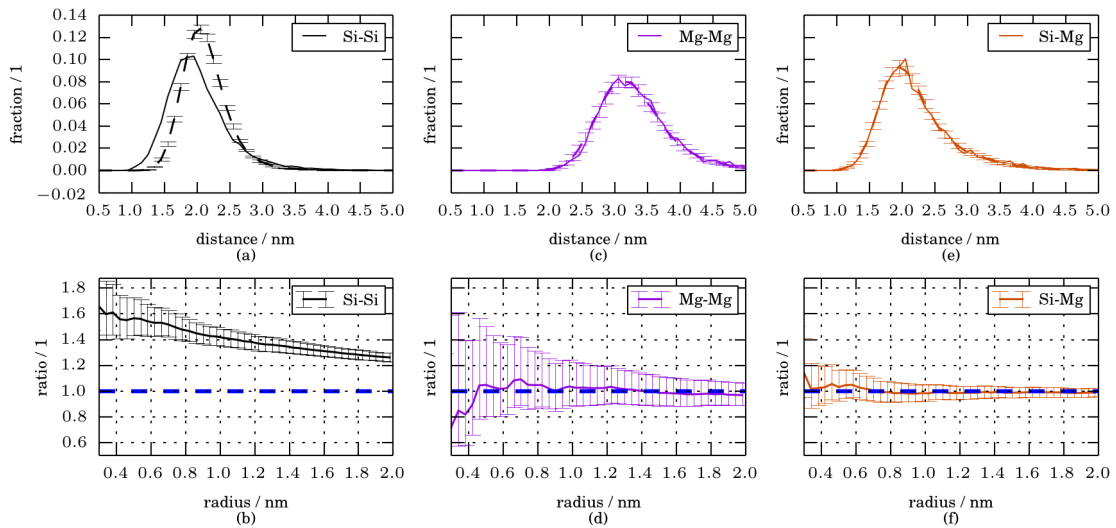 0.14
0.12
0.10
0.08
0.06
0.04
0.02
0.00
−0.02
fraction / 1
Si-Si
0.5 1.0 1.5 2.0 2.5 3.0 3.5 4.0 4.5 5.0
distance / nm
(a)
fraction / 1
Mg-Mg
0.5 1.0 1.5 2.0 2.5 3.0 3.5 4.0 4.5 5.0
distance / nm
(c)
fraction / 1
Si-Mg
0.5 1.0 1.5 2.0 2.5 3.0 3.5 4.0 4.5 5.0
distance / nm
(e)
1.8
1.6
1.4
1.2
1.0
0.8
0.6
ratio / 1
Si-Si
0.4 0.6 0.8 1.0 1.2 1.4 1.6 1.8 2.0
radius / nm
(b)
ratio / 1
Mg-Mg
0.4 0.6 0.8 1.0 1.2 1.4 1.6 1.8 2.0
radius / nm
(d)
ratio / 1
Si-Mg
0.4 0.6 0.8 1.0 1.2 1.4 1.6 1.8 2.0
radius / nm
(f)